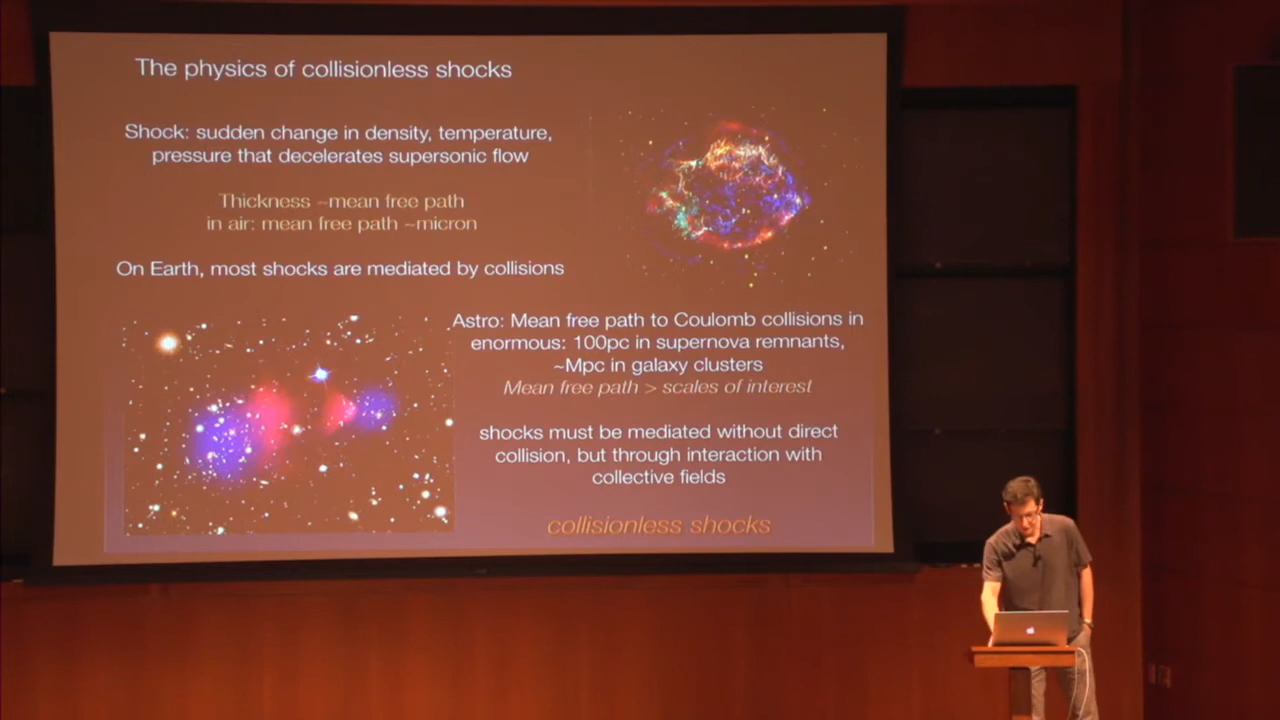 The physics of collisionless shocks
Shock: sudden change in density, temperature,
pressure that decelerates supersonic flow
Thickness ~mean free path
in air: mean free path ~micron
On Earth, most shocks are mediated by collisions
Astro: Mean free path to Coulomb collisions in
enormous: 100pc in supernova remnants,
~Mpc in galaxy clusters
Mean free path > scales of interest
shocks must be mediated without direct
collision, but through interaction with
collective fields
collisionless shocks